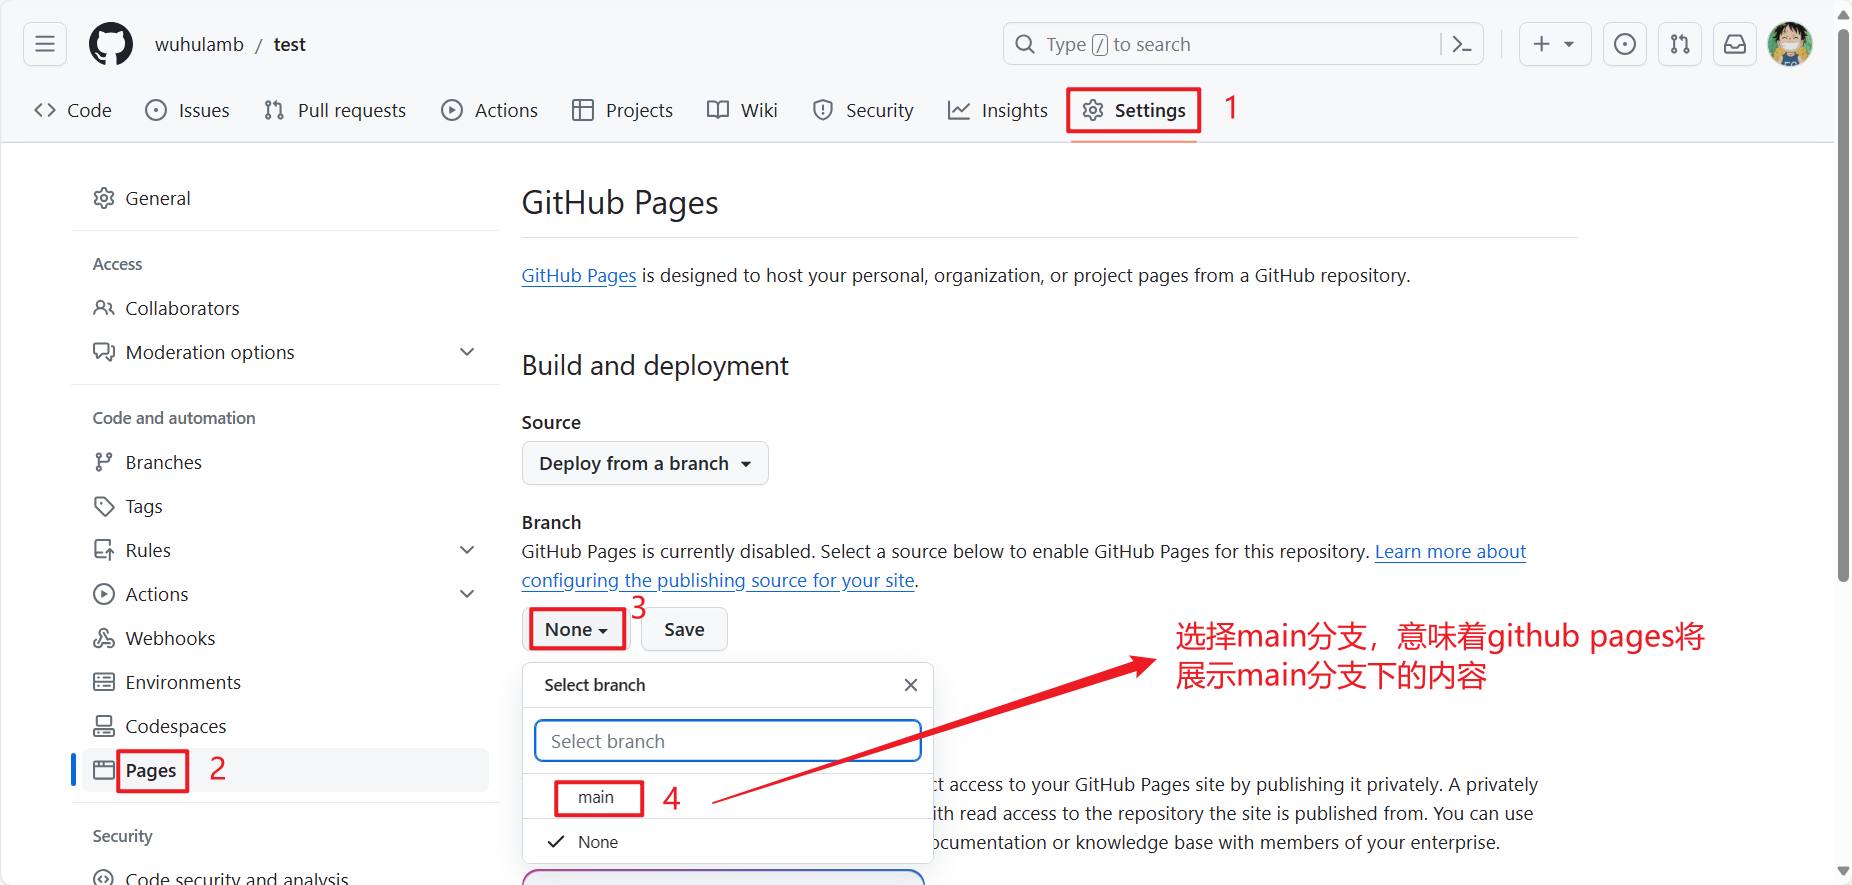 wuhulamb / test
Type / to search
Code
Issues
Pull requests
Actions
Projects
Wiki
Security
Insights
Settings
1
General
Access
Collaborators
Moderation options
Code and automation
Branches
Tags
Rules
Actions
Webhooks
Environments
Codespaces
Pages
2
Security
Code security and analysis
GitHub Pages
GitHub Pages is designed to host your personal, organization, or project pages from a GitHub repository.
Build and deployment
Source
Deploy from a branch
Branch
GitHub Pages is currently disabled. Select a source below to enable GitHub Pages for this repository. Learn more about
configuring the publishing source for your site.
None
3
Save
Select branch
Select branch
main
4
None
选择main分支，意味着github pages将
展示main分支下的内容
access to your GitHub Pages site by publishing it privately. A privately
read access to the repository the site is published from. You can use
or knowledge base with members of your enterprise.